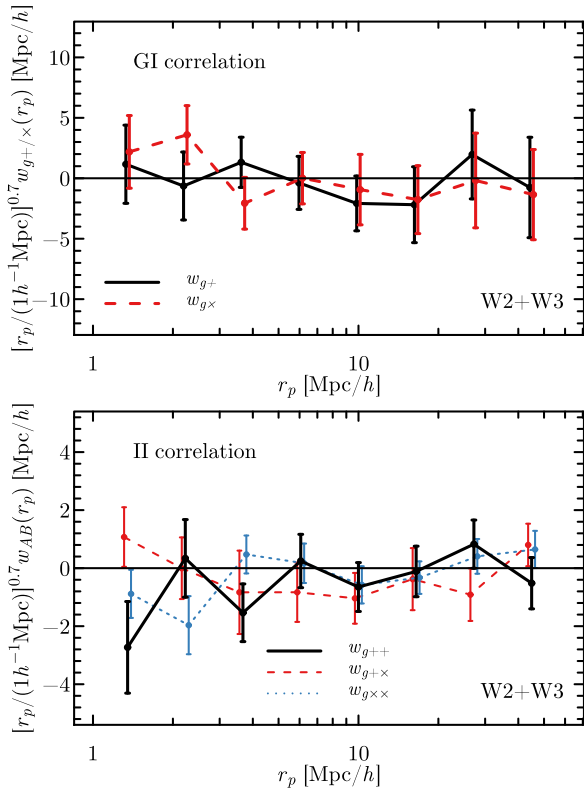 [r_p/(1h^{-1}Mpc)]^{0.7} w_{g+/×}(r_p) [Mpc/h]
10
5
0
−5
−10
GI correlation
w_{g+}
w_{g×}
W2+W3
1
10
r_p [Mpc/h]
[r_p/(1h^{-1}Mpc)]^{0.7} w_{AB}(r_p) [Mpc/h]
4
2
0
−2
−4
II correlation
w_{g++}
w_{g+×}
w_{g××}
W2+W3
1
10
r_p [Mpc/h]